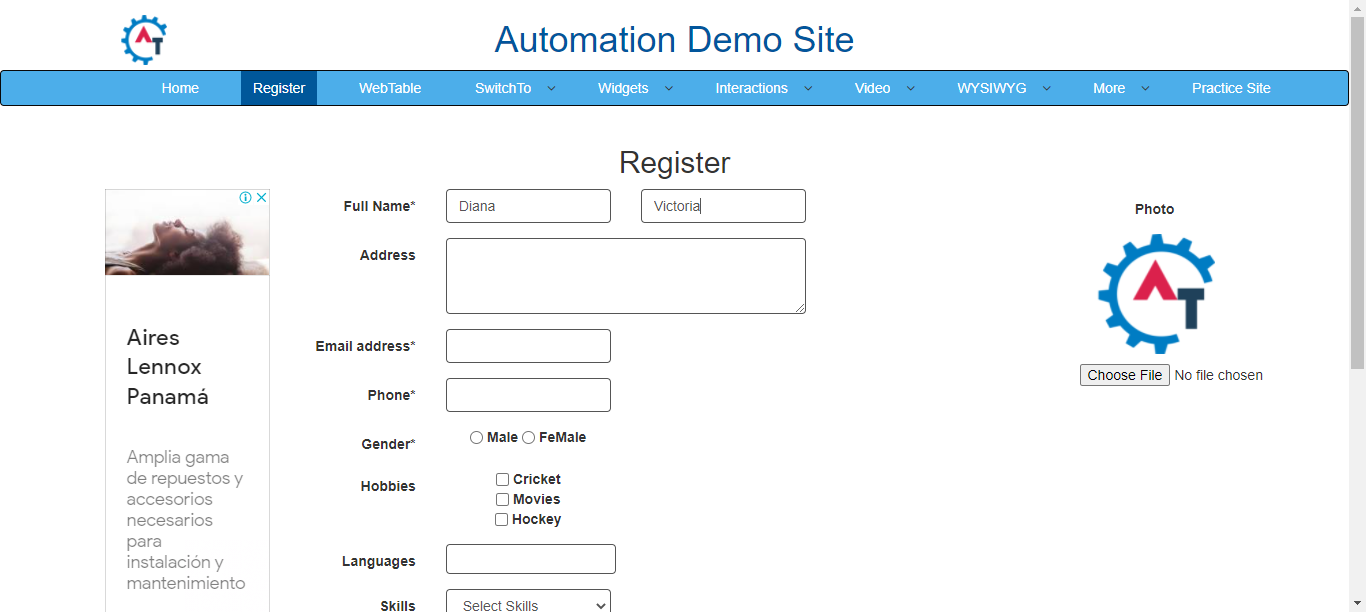 AT
Automation Demo Site
Home Register WebTable SwitchTo Widgets Interactions Video WYSIWYG More Practice Site
Register
Full Name* Diana Victoria
Photo
Address
AT
Email address*
Choose File No file chosen
Phone*
Gender* Male FeMale
Hobbies Cricket
Movies
Hockey
Languages
Skills Select Skills
Aires
Lennox
Panamá
Amplia gama
de repuestos y
accesorios
necesarios
para
instalación y
mantenimiento